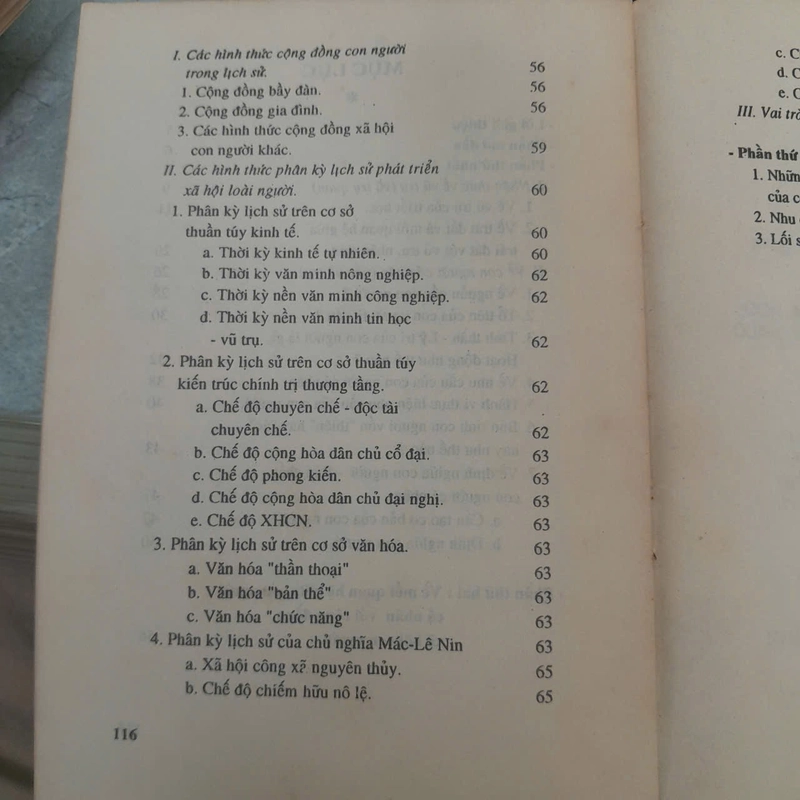 I. Các hình thức cộng đồng con người
trong lịch sử. 56
1. Cộng đồng bầy đàn. 56
2. Cộng đồng gia đình. 56
3. Các hình thức cộng đồng xã hội
con người khác. 59
II. Các hình thức phân kỳ lịch sử phát triển
xã hội loài người. 60
1. Phân kỳ lịch sử trên cơ sở
thuần túy kinh tế. 60
a. Thời kỳ kinh tế tự nhiên. 60
b. Thời kỳ văn minh nông nghiệp. 62
c. Thời kỳ nền văn minh công nghiệp. 62
d. Thời kỳ nền văn minh tin học
- vũ trụ. 62
2. Phân kỳ lịch sử trên cơ sở thuần túy
kiến trúc chính trị thượng tầng. 62
a. Chế độ chuyên chế - độc tài
chuyên chế. 62
b. Chế độ cộng hòa dân chủ cổ đại. 63
c. Chế độ phong kiến. 63
d. Chế độ cộng hòa dân chủ đại nghị. 63
e. Chế độ XHCN. 63
3. Phân kỳ lịch sử trên cơ sở văn hóa. 63
a. Văn hóa "thần thoại" 63
b. Văn hóa "bản thể" 63
c. Văn hóa "chức năng" 63
4. Phân kỳ lịch sử của chủ nghĩa Mác-Lê Nin 63
a. Xã hội công xã nguyên thủy. 65
b. Chế độ chiếm hữu nô lệ. 65
116
c. C
d. C
e. C
III. Vai trò
- Phần thứ
1. Những
của c
2. Nhu
3. Lối s